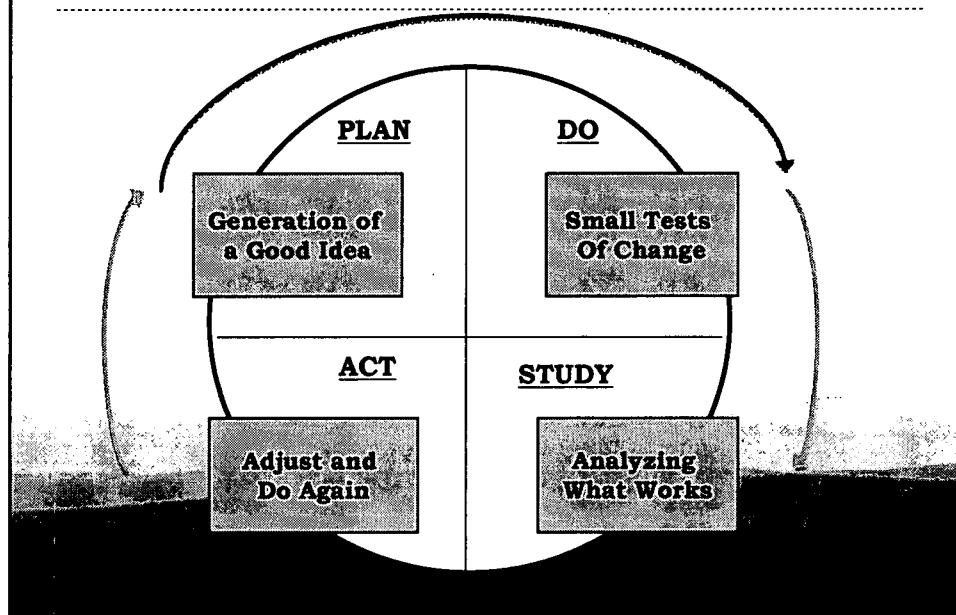 PLAN
Generation of
a Good Idea
DO
Small Tests
Of Change
ACT
Adjust and
Do Again
STUDY
Analyzing
What Works